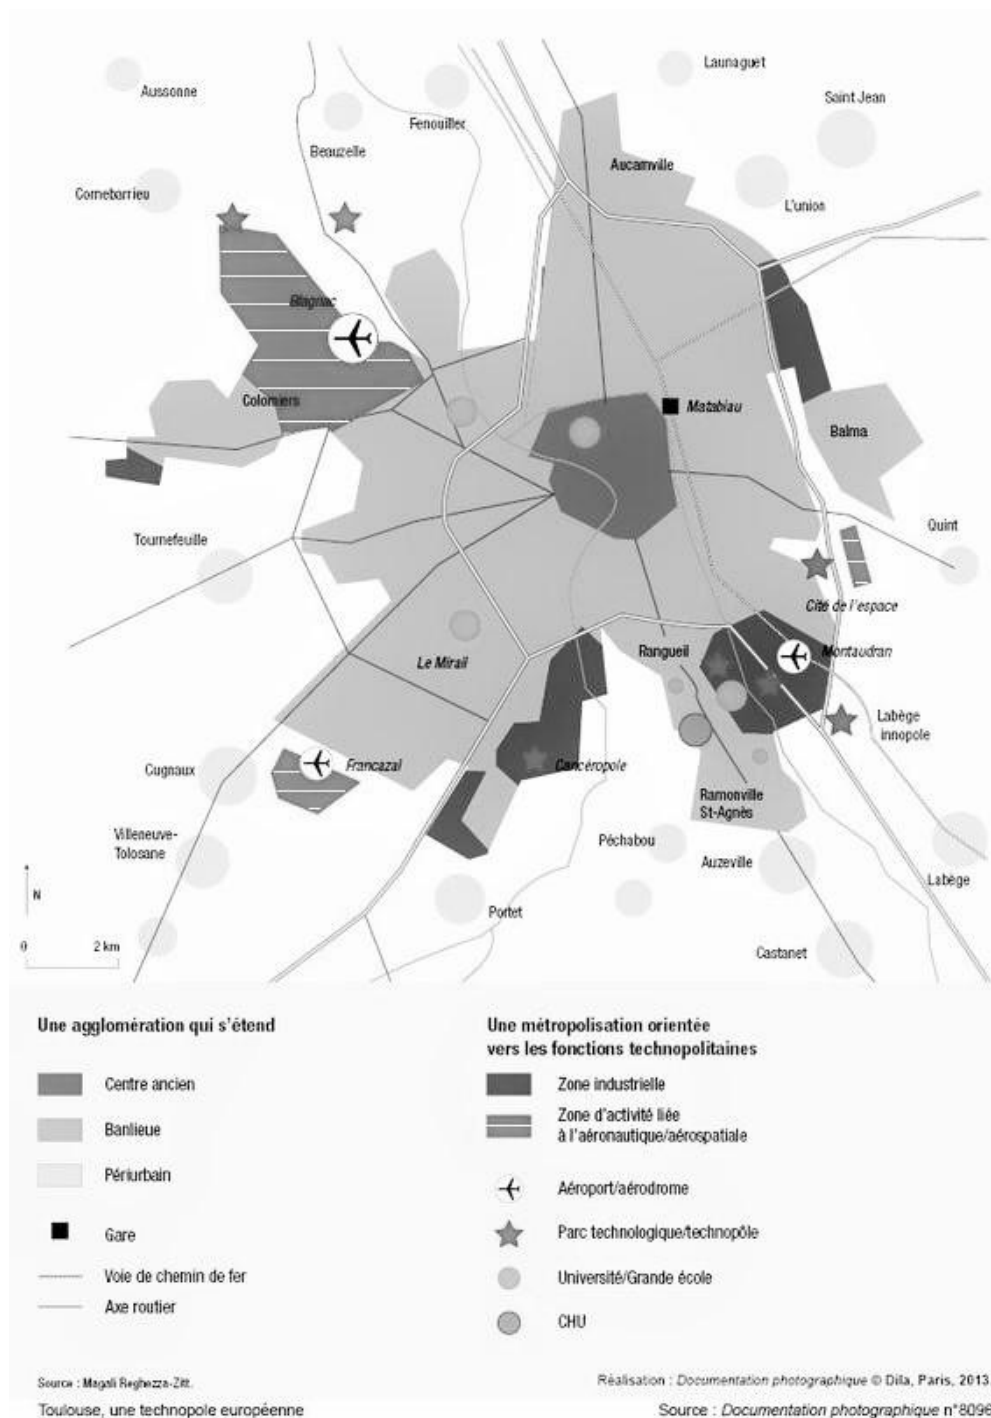 Launaguet
Aussonne
Saint Jean
Fenouiller
Beauzelle
Aucamville
Cornebarrieu
L'union
Blagnac
Colomiers
Matabiau
Balma
Quint
Tournefeuille
Cité de l'espace
Rangueil
Montaudran
Le Mirail
Labège
innopole
Cugnaux
Francazal
Cancéropole
Ramonville
St-Agnès
Villeneuve-
Tolosane
Péchabou
Auzeville
Labège
N
Portet
0 2 km
Castanet
Une agglomération qui s'étend
Centre ancien
Banlieue
Périurbain
Gare
Voie de chemin de fer
Axe routier
Une métropolisation orientée
vers les fonctions technopolitaines
Zone industrielle
Zone d'activité liée
à l'aéronautique/aérospatiale
Aéroport/aérodrome
Parc technologique/technopôle
Université/Grande école
CHU
Source : Magali Reghezza-Zitt.
Réalisation : Documentation photographique © Dila, Paris, 2013
Toulouse, une technopole européenne
Source : Documentation photographique n°8096